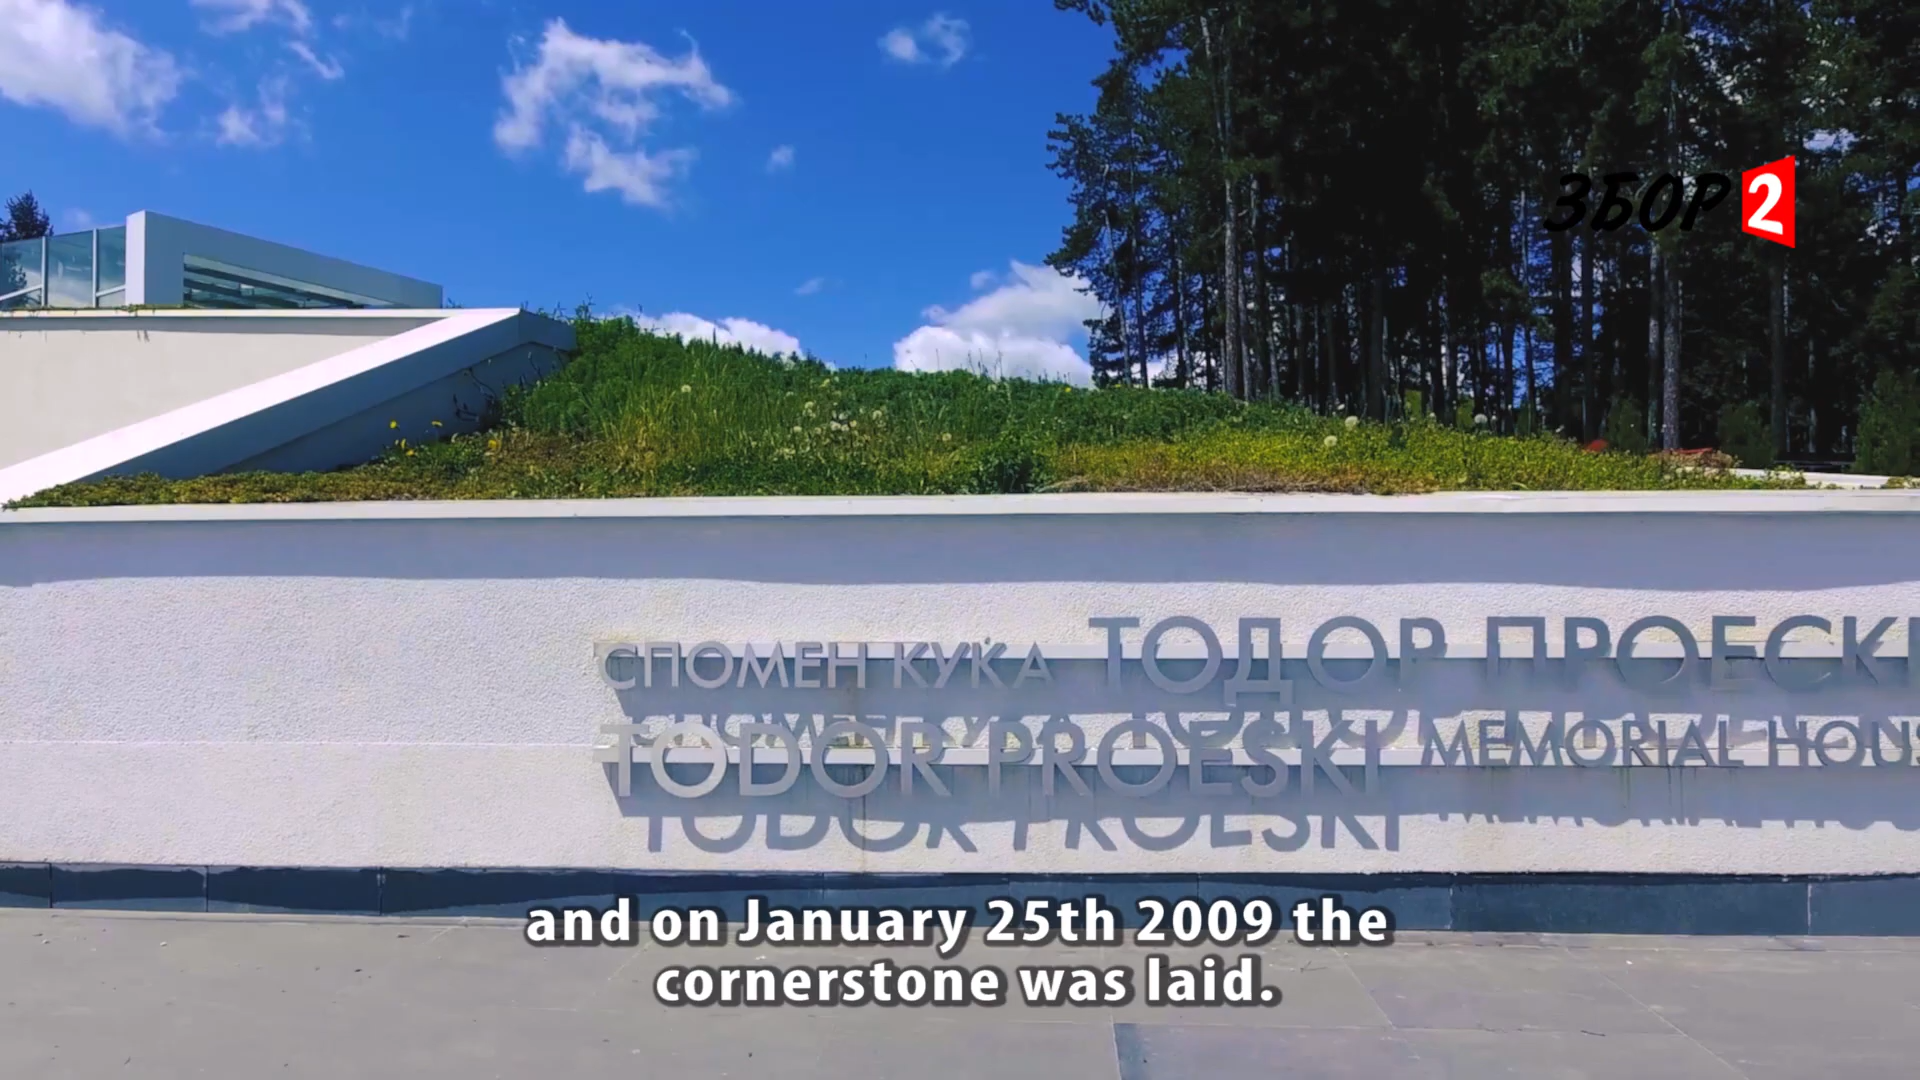 ЗБОР 2
СПОМЕН КУЌА ТОДОР ПРОЕСКИ
TODOR PROESKI MEMORIAL HOUS
and on January 25th 2009 the
cornerstone was laid.